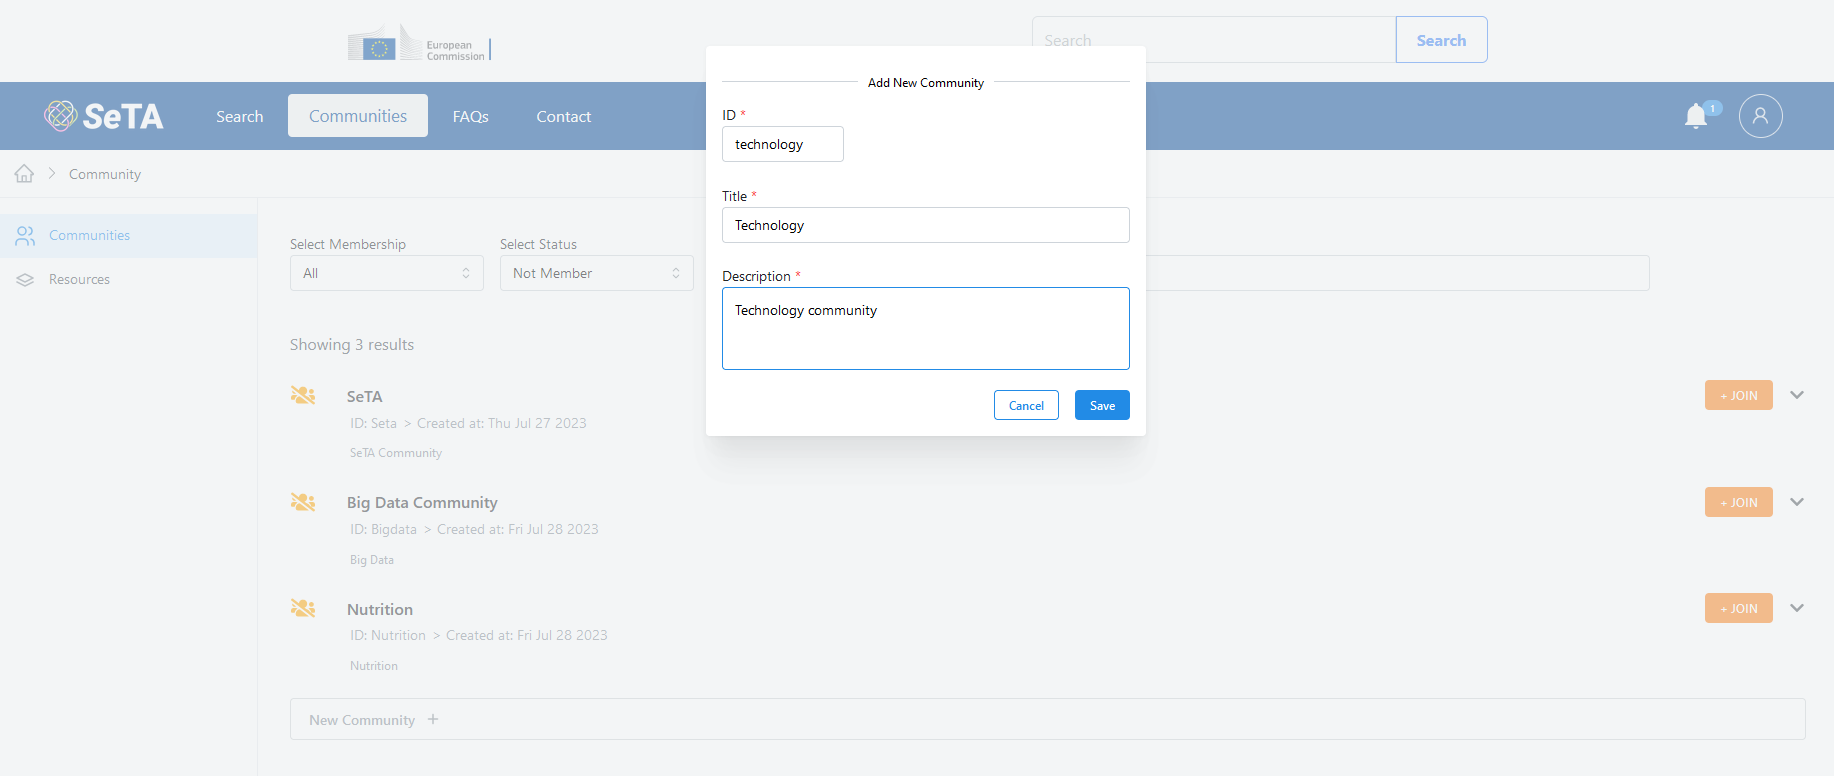 European
Commission
Search
Search
SeTA
Search
Communities
FAQs
Contact
1
Community
Communities
Resources
Select Membership
All
Select Status
Not Member
Showing 3 results
SeTA
ID: Seta > Created at: Thu Jul 27 2023
SeTA Community
+ JOIN
Big Data Community
ID: Bigdata > Created at: Fri Jul 28 2023
Big Data
+ JOIN
Nutrition
ID: Nutrition > Created at: Fri Jul 28 2023
Nutrition
+ JOIN
New Community +
Add New Community
ID *
technology
Title *
Technology
Description *
Technology community
Cancel
Save